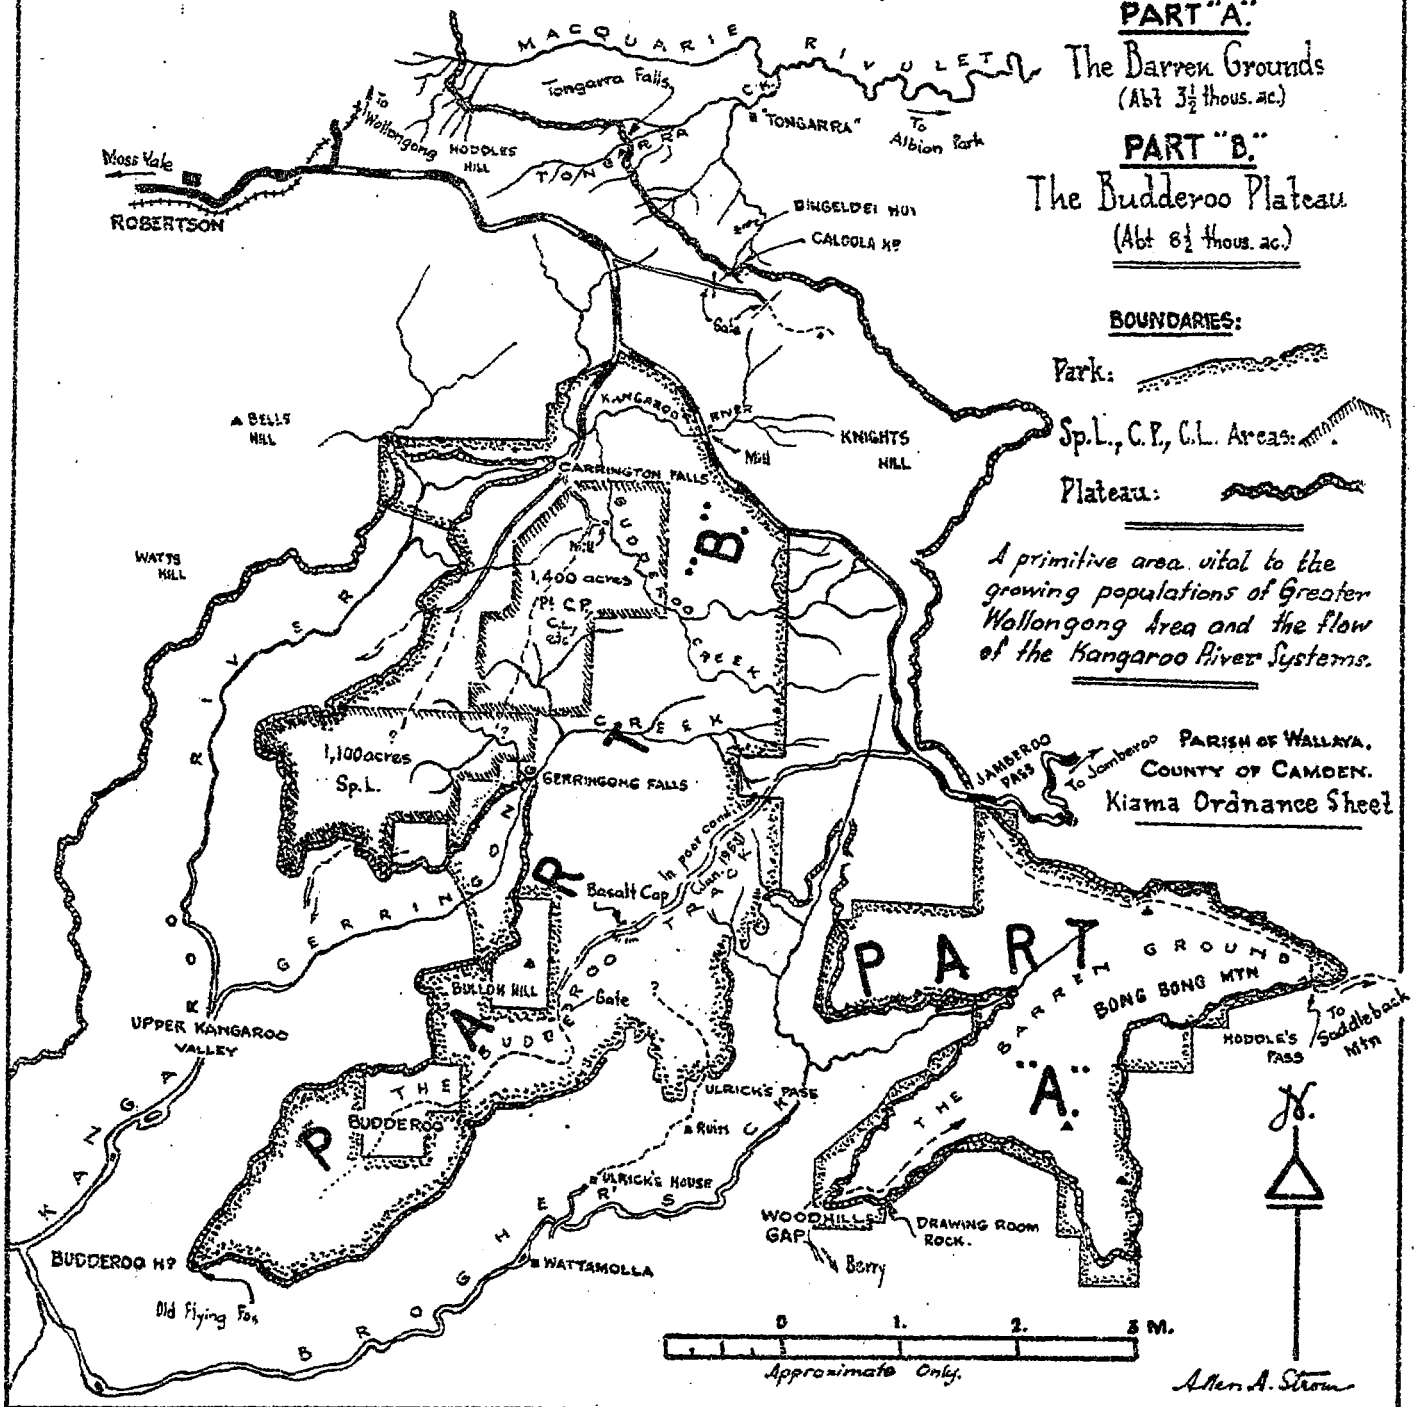 PART "A".
The Barren Grounds
(Abt 3½ thous. ac.)
PART "B."
The Budderoo Plateau
(Abt 8½ thous. ac.)
BOUNDARIES:
Park:
Sp.L., C.P., C.L. Areas:
Plateau:
A primitive area vital to the
growing populations of Greater
Wollongong Area and the flow
of the Kangaroo River Systems.
PARISH OF WALLAYA.
COUNTY OF CAMDEN.
Kiama Ordnance Sheet
MACQUARIE RIVULET
Tongarra Falls
TONGARRA CK.
"TONGARRA"
To
Albion Park
To
Wollongong
HODDLES
HILL
Moss Vale
ROBERTSON
DINGELDEI HUT
CALOOLA HD
Gate
BELLS
HILL
KANGAROO RIVER
KNIGHTS
HILL
Mill
CARRINGTON FALLS
"B."
BUDDEROO CREEK
Mill
1,400 acres
Pt C.P.
C.L.
etc
WATTS
HILL
?
1,100 acres
Sp.L.
!?
GERRINGONG CREEK
GERRINGONG FALLS
JAMBEROO
PASS
To Jamberoo
In poor cond.
(Jan. 1953)
TRACK
Basalt Cap
PART
BARREN GROUND
BONG BONG MTN
THE
"A."
HODDLE'S
PASS
To
Saddleback
Mtn
BULLOH HILL
Gate
?
BUDDEROO
PART
THE
BUDDEROO
ULRICK'S PASE
Ruins
ULRICK'S HOUSE
UPPER KANGAROO
VALLEY
KANGAROO RIVER
WOODHILLS
GAP
DRAWING ROOM
ROCK.
Berry
BUDDEROO HD
Old Flying Fox
WATTAMOLLA
BROGHER'S CK
N.
0 1. 2. 3 M.
Approximate Only.
Allen A. Strom